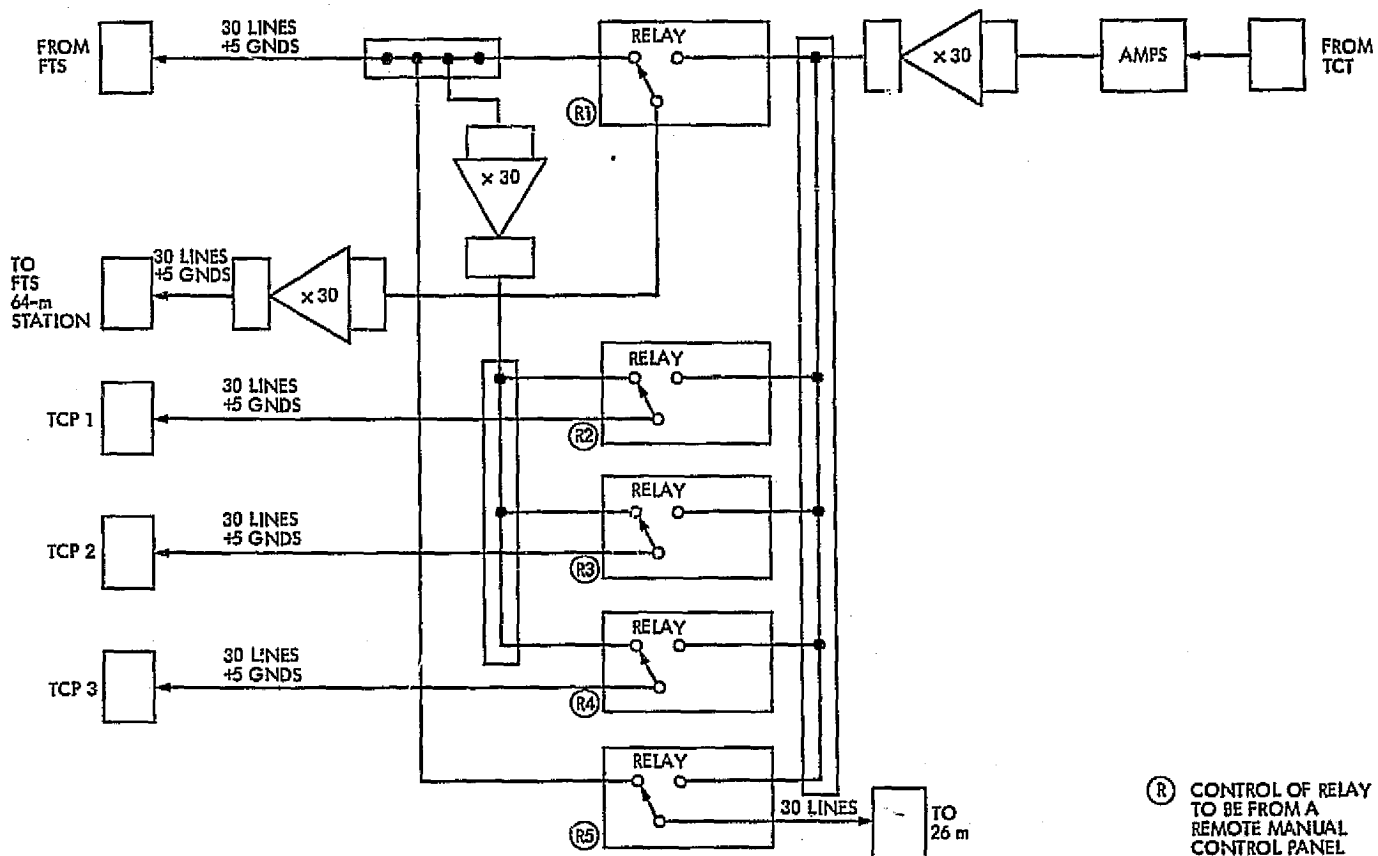 FROM
FTS
30 LINES
+5 GNDS
RELAY
R1
× 30
AMPS
FROM
TCT
× 30
TO
FTS
64-m
STATION
30 LINES
+5 GNDS
× 30
TCP 1
30 LINES
+5 GNDS
RELAY
R2
TCP 2
30 LINES
+5 GNDS
RELAY
R3
TCP 3
30 LINES
+5 GNDS
RELAY
R4
RELAY
R5
30 LINES
TO
26 m
R CONTROL OF RELAY
TO BE FROM A
REMOTE MANUAL
CONTROL PANEL